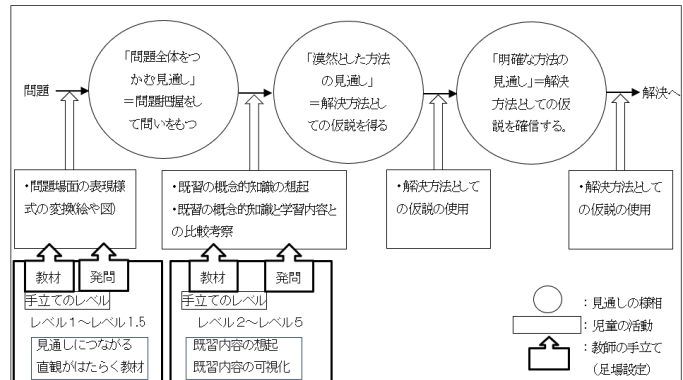 問題
「問題全体をつ
かむ見通し」
＝問題把握をし
て問いをもつ
「漠然とした方法
の見通し」
＝解決方法とし
ての仮説を得る
「明確な方法の
見通し」＝解決
方法としての仮
説を確信する。
解決へ
・問題場面の表現様
式の変換(絵や図)
・既習の概念的知識の想起
・既習の概念的知識と学習内容と
の比較考察
・解決方法として
の仮説の使用
・解決方法として
の仮説の使用
教材
発問
手立てのレベル
レベル1～レベル1.5
見通しにつながる
直観がはたらく教材
教材
発問
手立てのレベル
レベル2～レベル5
既習内容の想起
既習内容の可視化
：見通しの様相
：児童の活動
：教師の手立て
（足場設定）